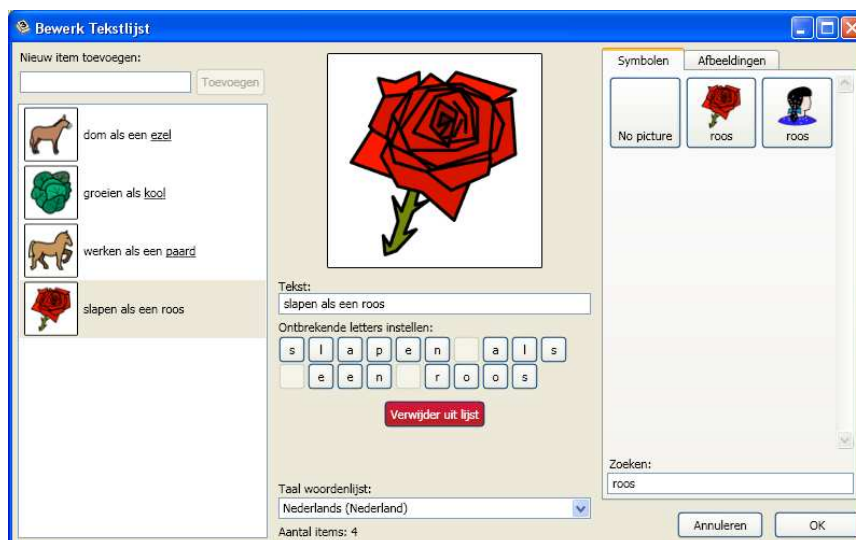 Bewerk Tekstlijst
Nieuw item toevoegen:
Toevoegen
dom als een ezel
groeien als kool
werken als een paard
slapen als een roos
Tekst:
slapen als een roos
Ontbrekende letters instellen:
s l a p e n a l s
e e n r o o s
Verwijder uit lijst
Taal woordenlijst:
Nederlands (Nederland)
Aantal items: 4
Symbolen Afbeeldingen
No picture roos roos
Zoeken:
roos
Annuleren OK